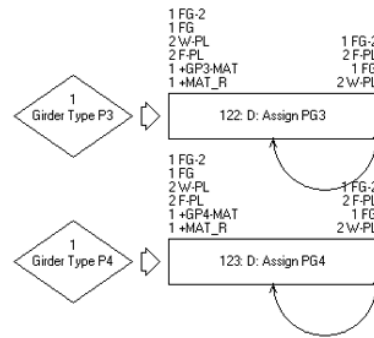 1 FG-2
1 FG
2 W-PL
2 F-PL
1 +GP3-MAT
1 +MAT_R
1 FG-2
2 F-PL
1 FG
2 W-PL
1
Girder Type P3
122: D: Assign PG3
1 FG-2
1 FG
2 W-PL
2 F-PL
1 +GP4-MAT
1 +MAT_R
1 FG-2
2 F-PL
1 FG
2 W-PL
1
Girder Type P4
123: D: Assign PG4